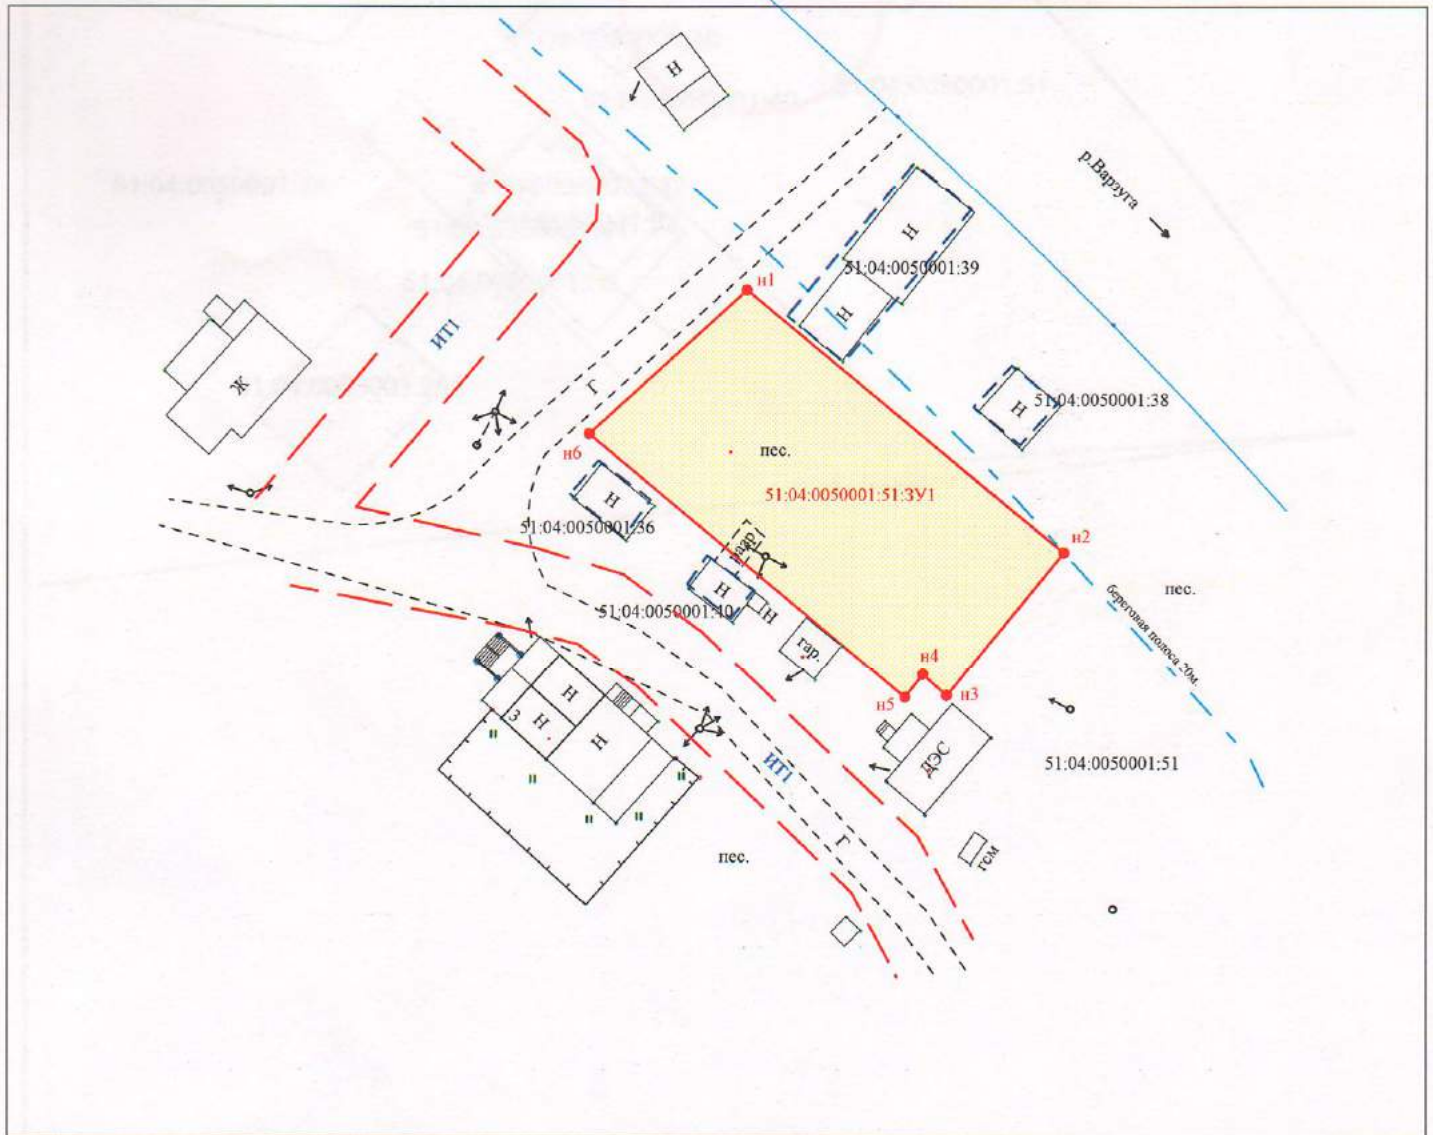 Н
р.Варзуга
Н
51:04:0050001:39
н1
Н
ИТ1
Ж
Г
51:04:0050001:38
Н
н6
пес.
51:04:0050001:51:ЗУ1
Н
51:04:0050001:36
разр.
н2
пес.
Н
Н
51:04:0050001:40
береговая полоса 20м.
гар.
н4
н5
н3
Н
З
Н
Н
ИТ1
ДЭС
51:04:0050001:51
Г
пес.
гсм